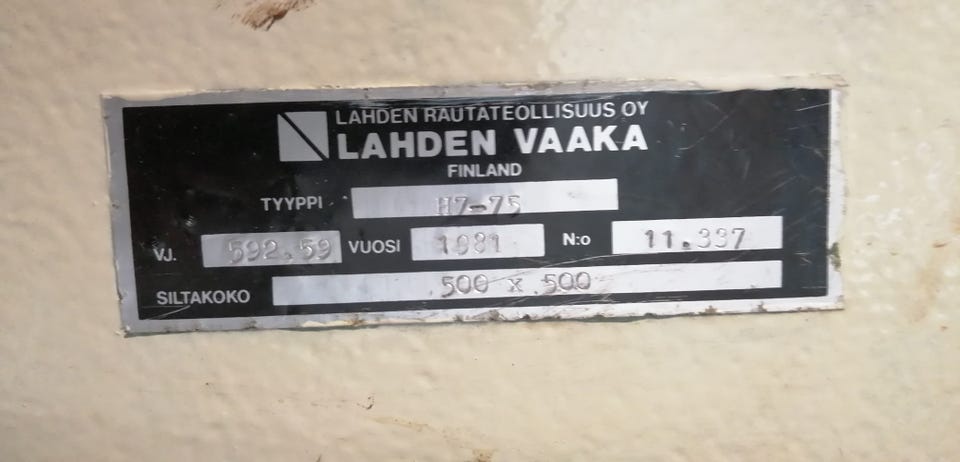 LAHDEN RAUTATEOLLISUUS OY
LAHDEN VAAKA
FINLAND
TYYPPI H7-75
VJ. 592.59 VUOSI 1981 N:o 11.337
SILTAKOKO 500 x 500